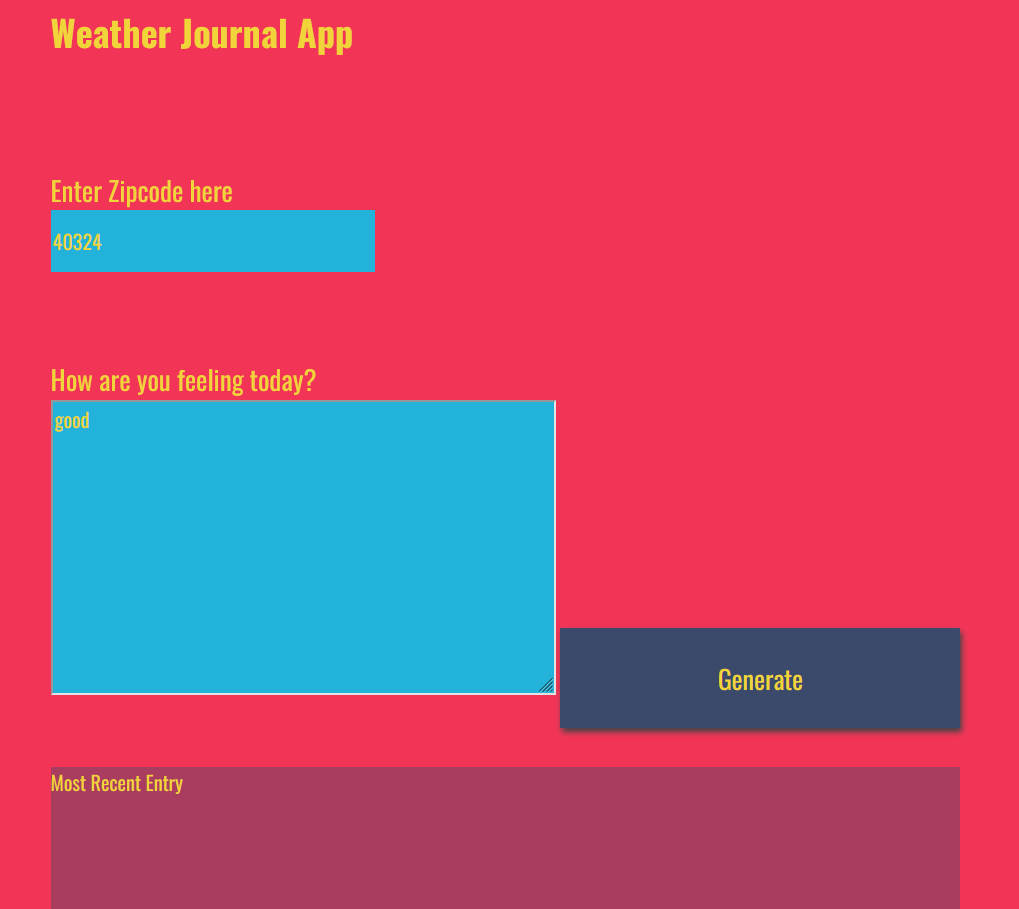 Weather Journal App
Enter Zipcode here
40324
How are you feeling today?
good
Generate
Most Recent Entry